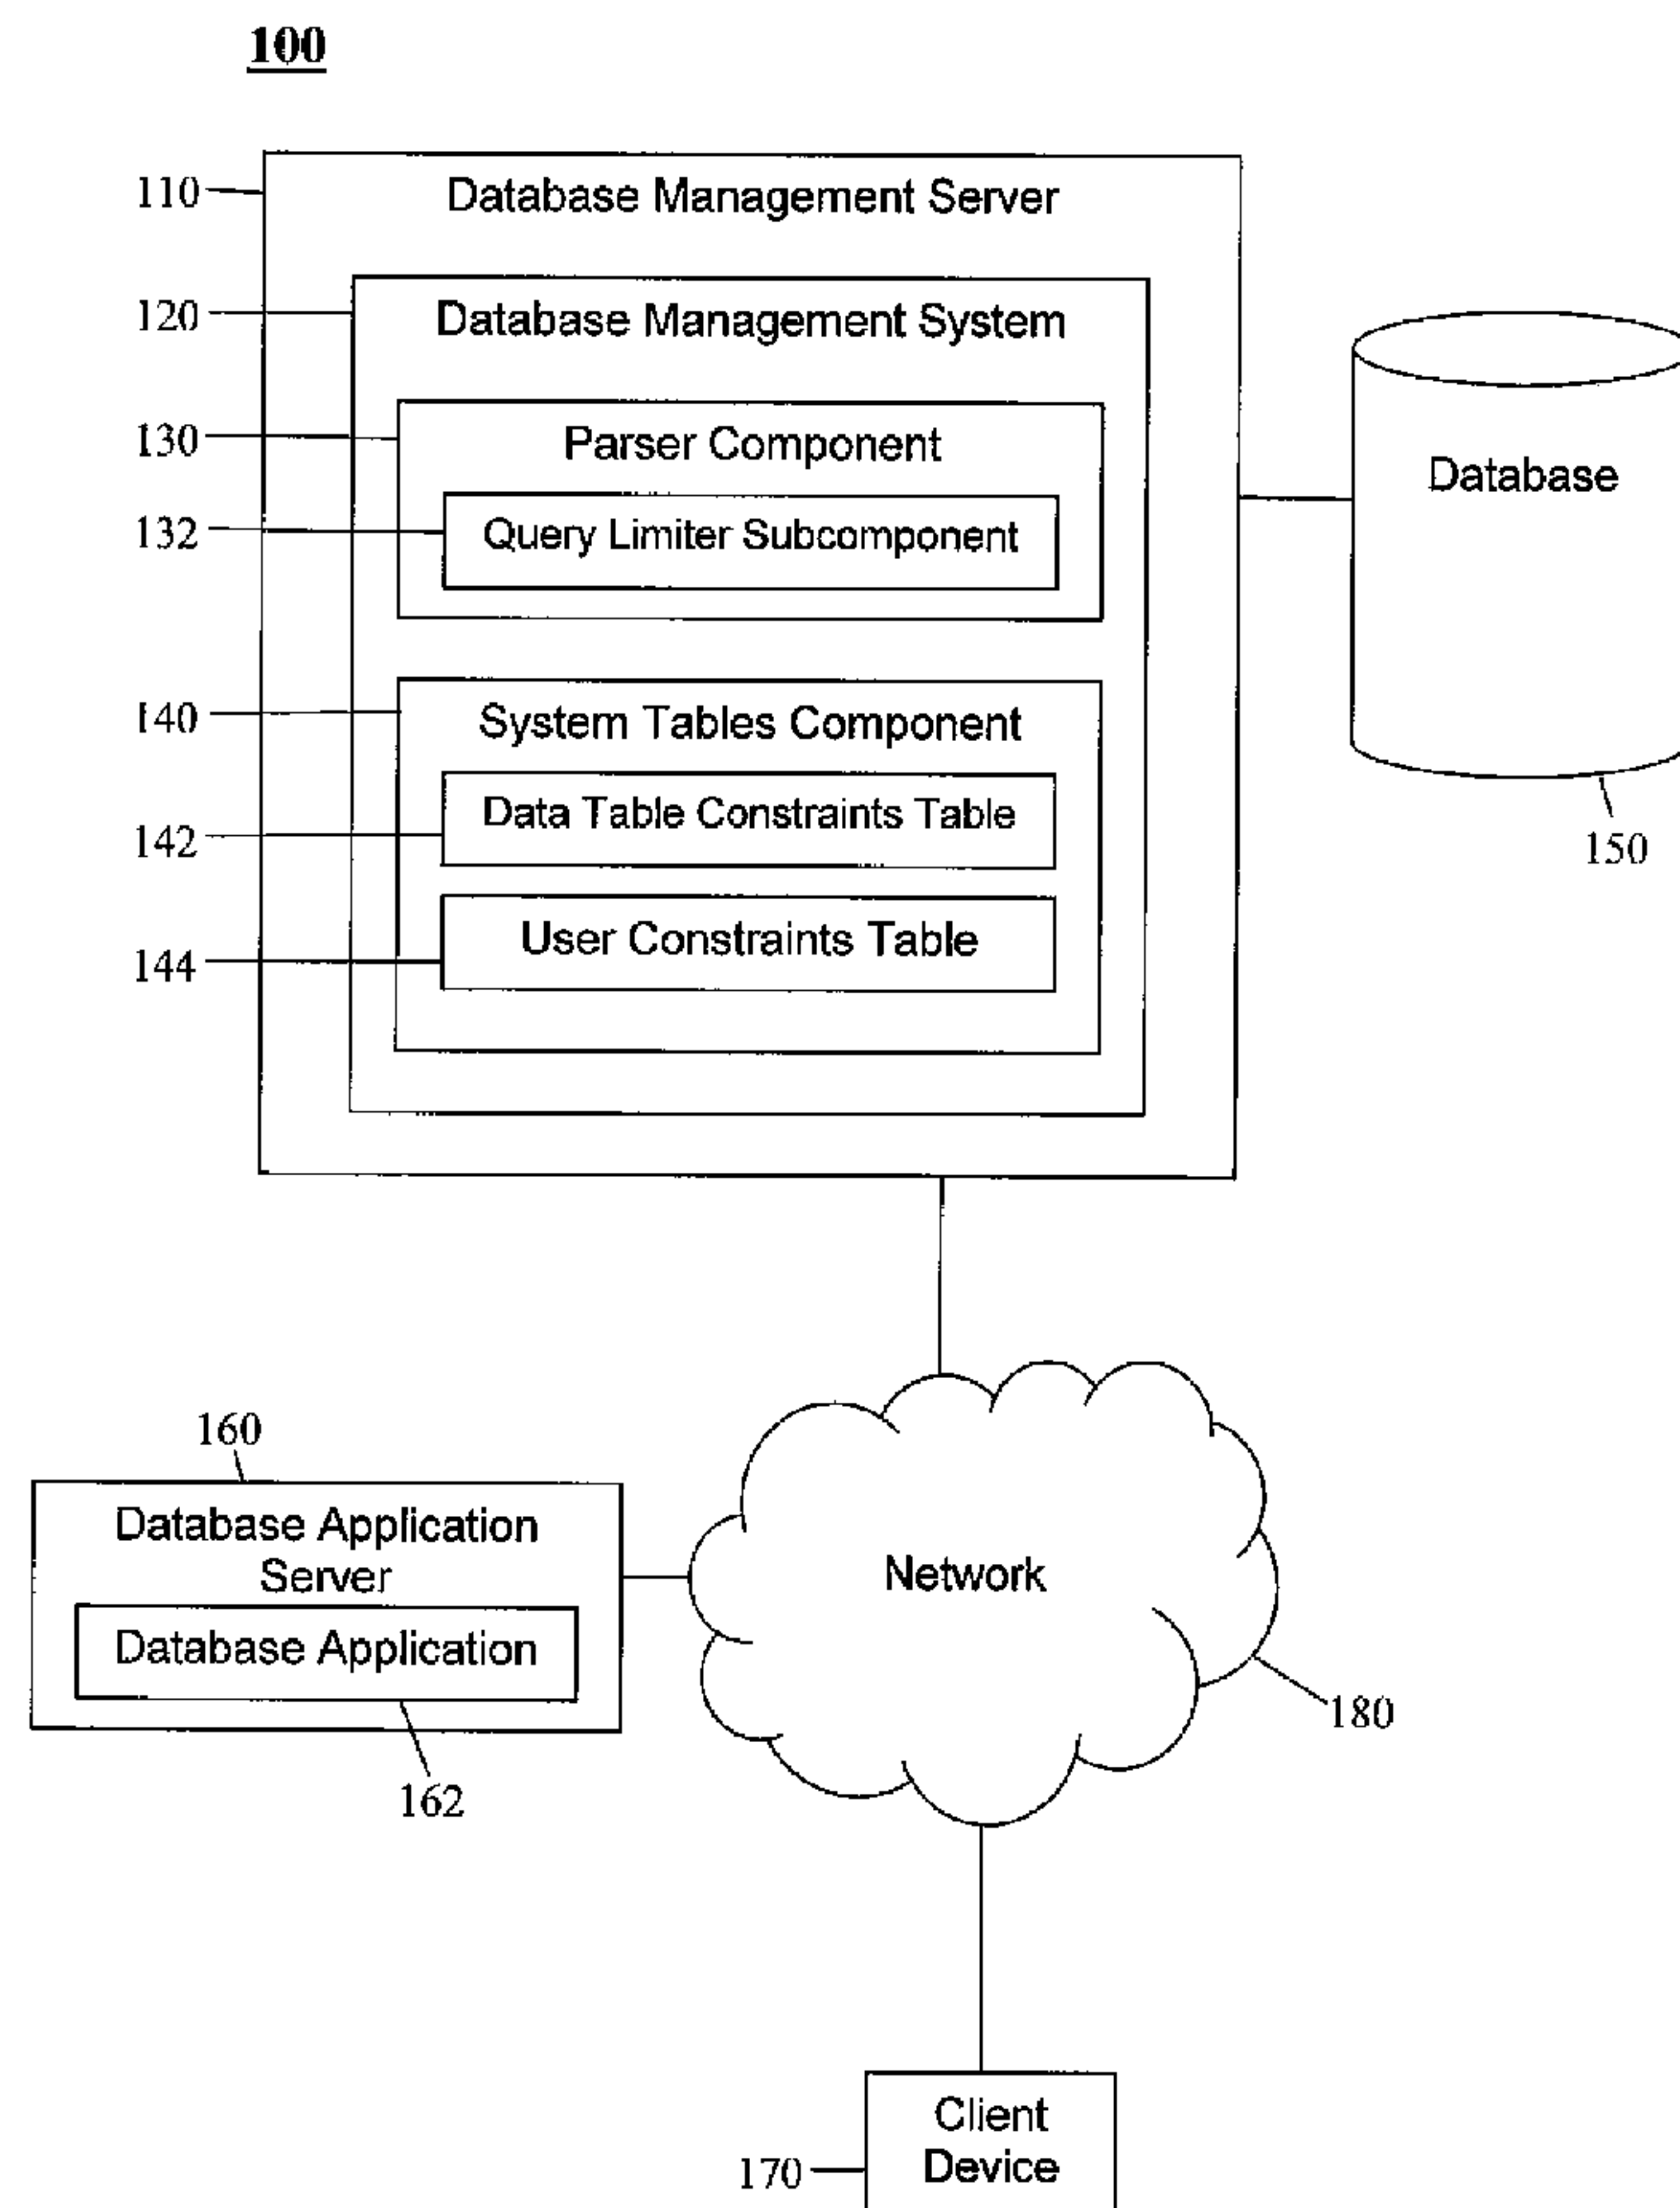 100
110
Database Management Server
120
Database Management System
130
Parser Component
132
Query Limiter Subcomponent
Database
140
System Tables Component
142
Data Table Constraints Table
150
144
User Constraints Table
160
Database Application
Server
Database Application
162
Network
180
Client
Device
170